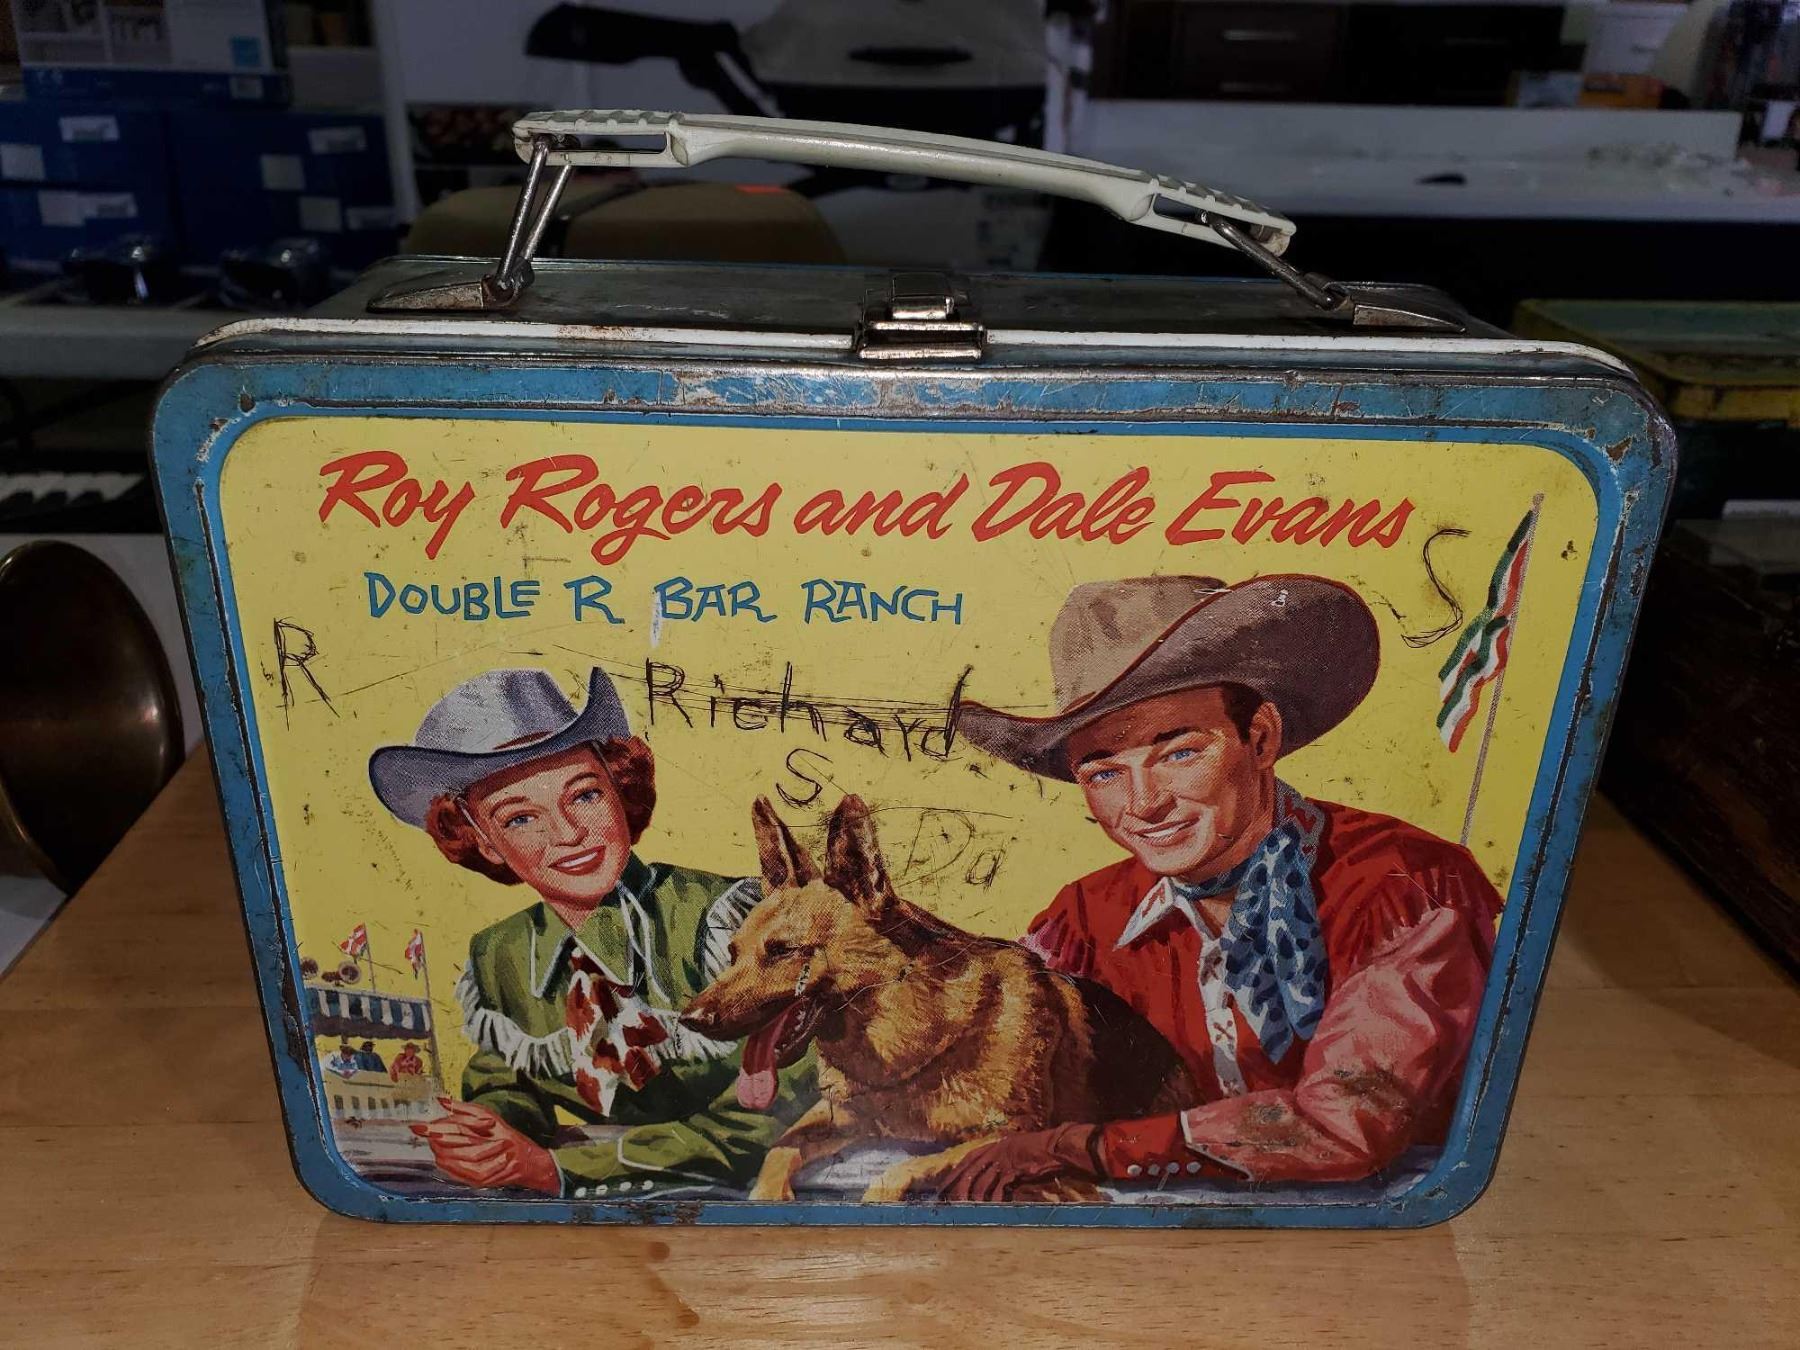 Roy Rogers and Dale Evans
DOUBLE R BAR RANCH
S
R
Richard
S
Da